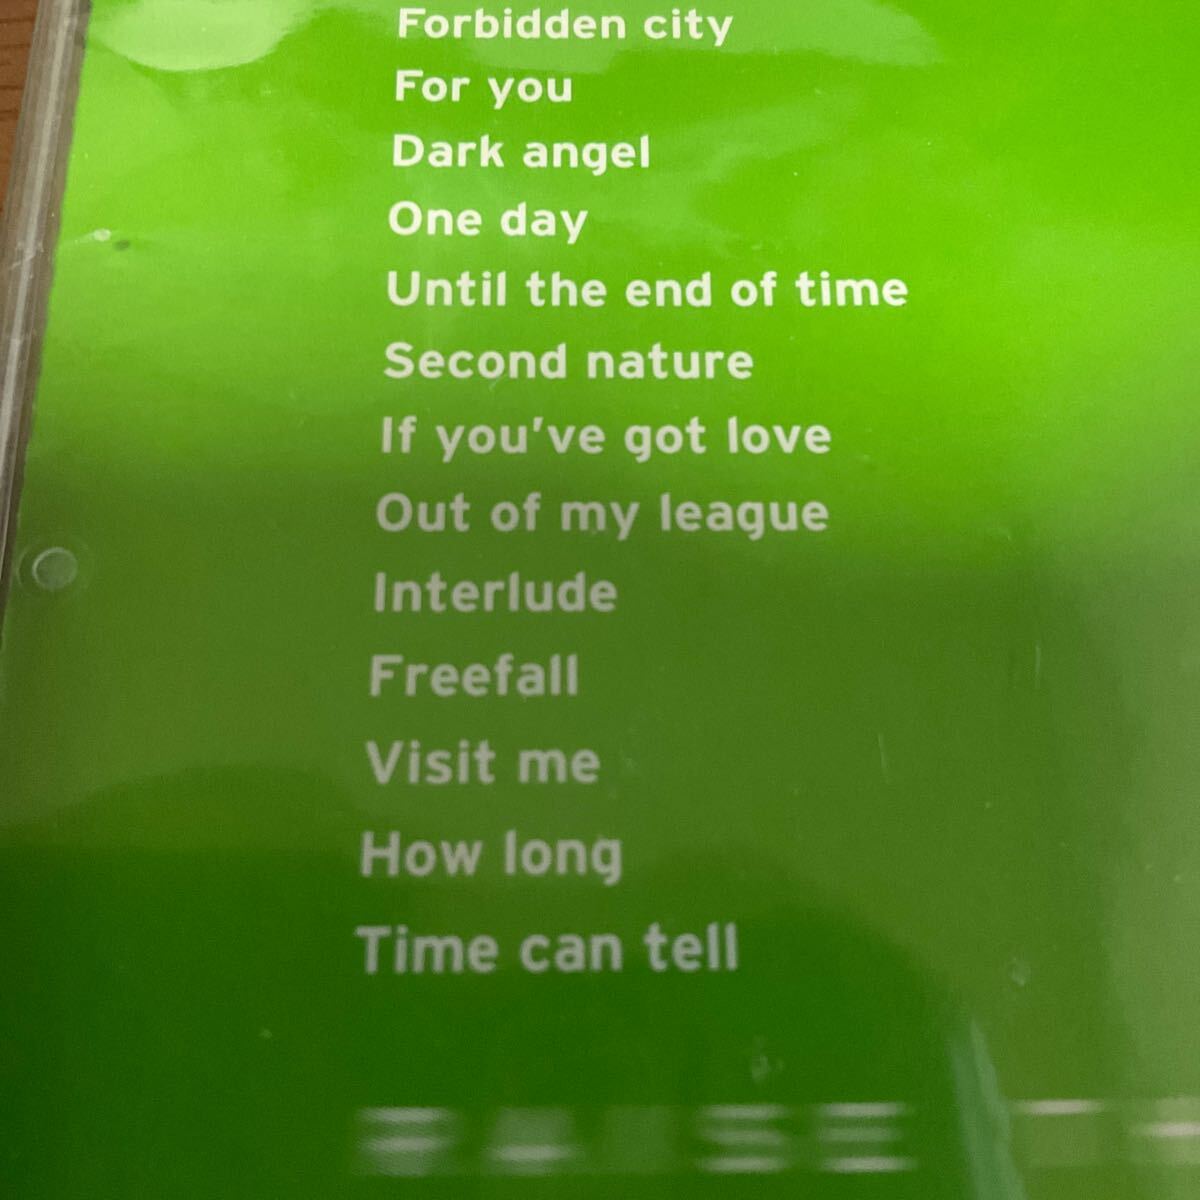 Forbidden city
For you
Dark angel
One day
Until the end of time
Second nature
If you've got love
Out of my league
Interlude
Freefall
Visit me
How long
Time can tell